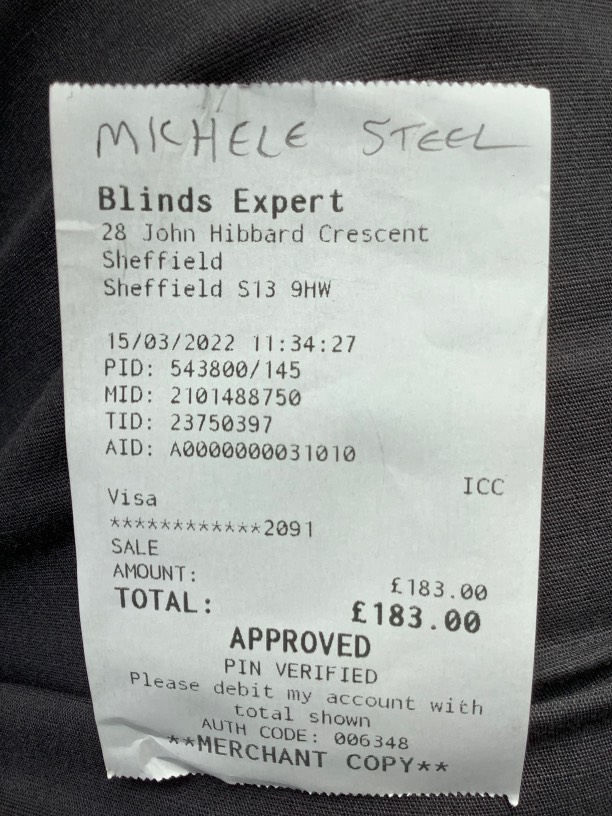 MICHELE STEEL
Blinds Expert
28 John Hibbard Crescent
Sheffield
Sheffield S13 9HW
15/03/2022 11:34:27
PID: 543800/145
MID: 2101488750
TID: 23750397
AID: A0000000031010
ICC
Visa
************2091
SALE
AMOUNT: £183.00
TOTAL: £183.00
APPROVED
PIN VERIFIED
Please debit my account with
total shown
AUTH CODE: 006348
**MERCHANT COPY**